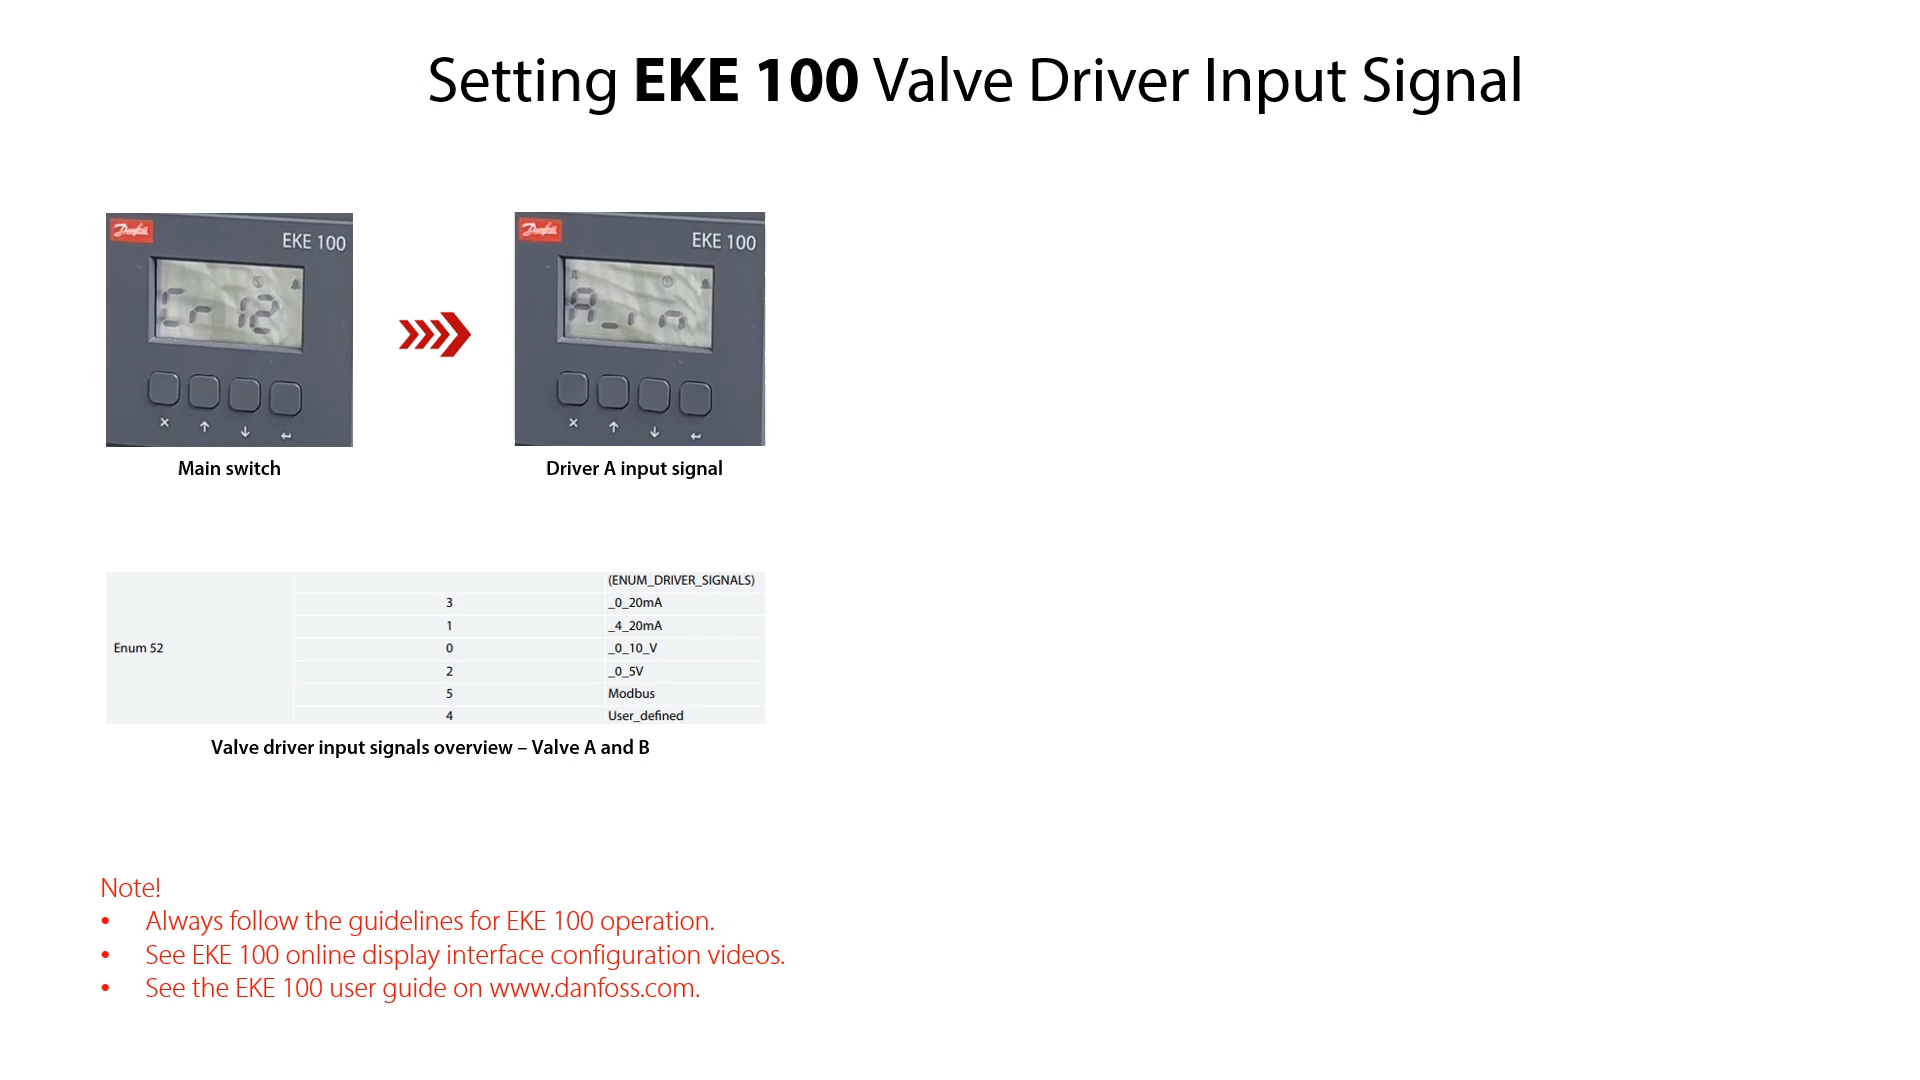 Setting EKE 100 Valve Driver Input Signal
Danfoss
EKE 100
Danfoss
EKE 100
Main switch
Driver A input signal
(ENUM_DRIVER_SIGNALS)
3 _0_20mA
1 _4_20mA
Enum 52 0 _0_10_V
2 _0_5V
5 Modbus
4 User_defined
Valve driver input signals overview – Valve A and B
Note!
• Always follow the guidelines for EKE 100 operation.
• See EKE 100 online display interface configuration videos.
• See the EKE 100 user guide on www.danfoss.com.